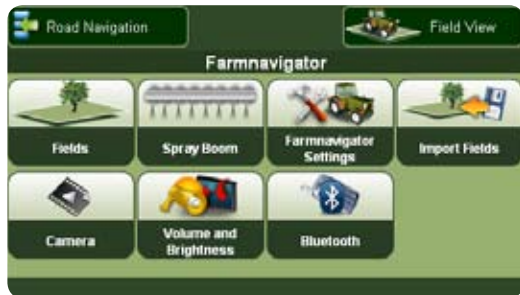 Road Navigation
Field View
Farmnavigator
Fields
Spray Boom
Farmnavigator
Settings
Import Fields
Camera
Volume and
Brightness
Bluetooth